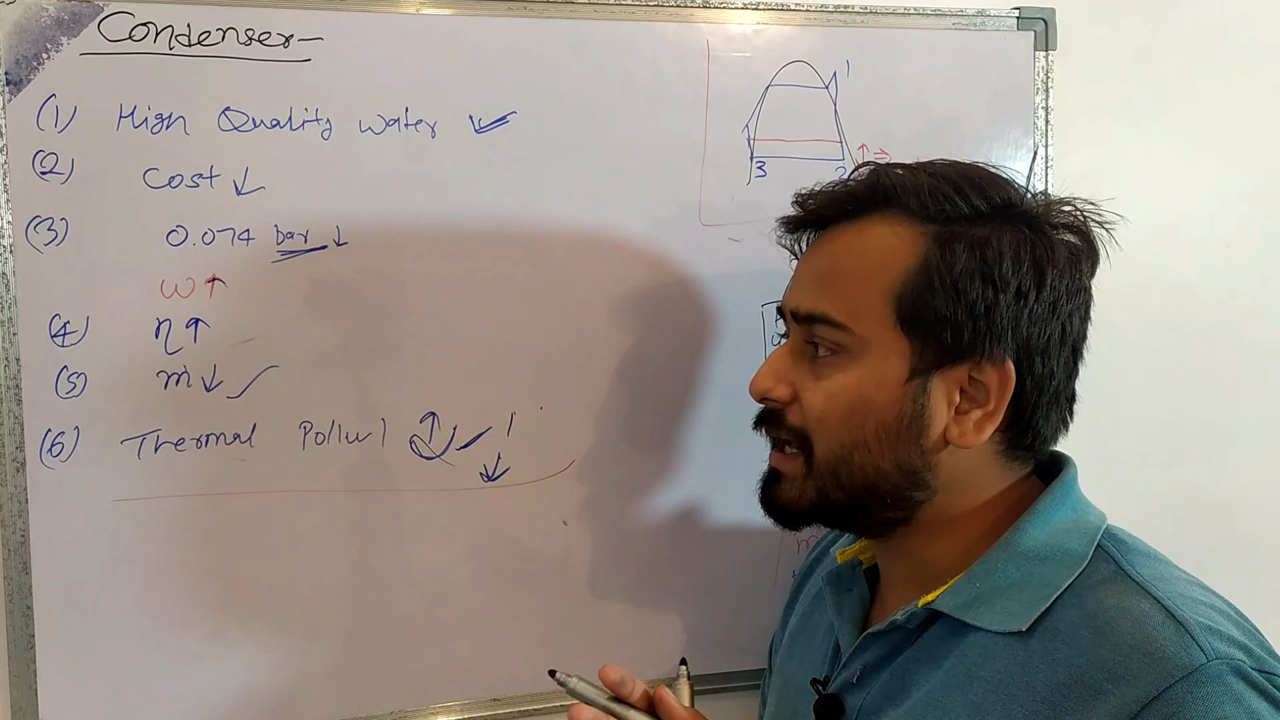 Condenser-
(1) High Quality water ✓
(2) Cost ↓
(3) 0.074 bar ↓
W↑
(4) η↑
(5) ṁ↓ ✓
(6) Thermal Pollu
1
3
2
↑ ⇒